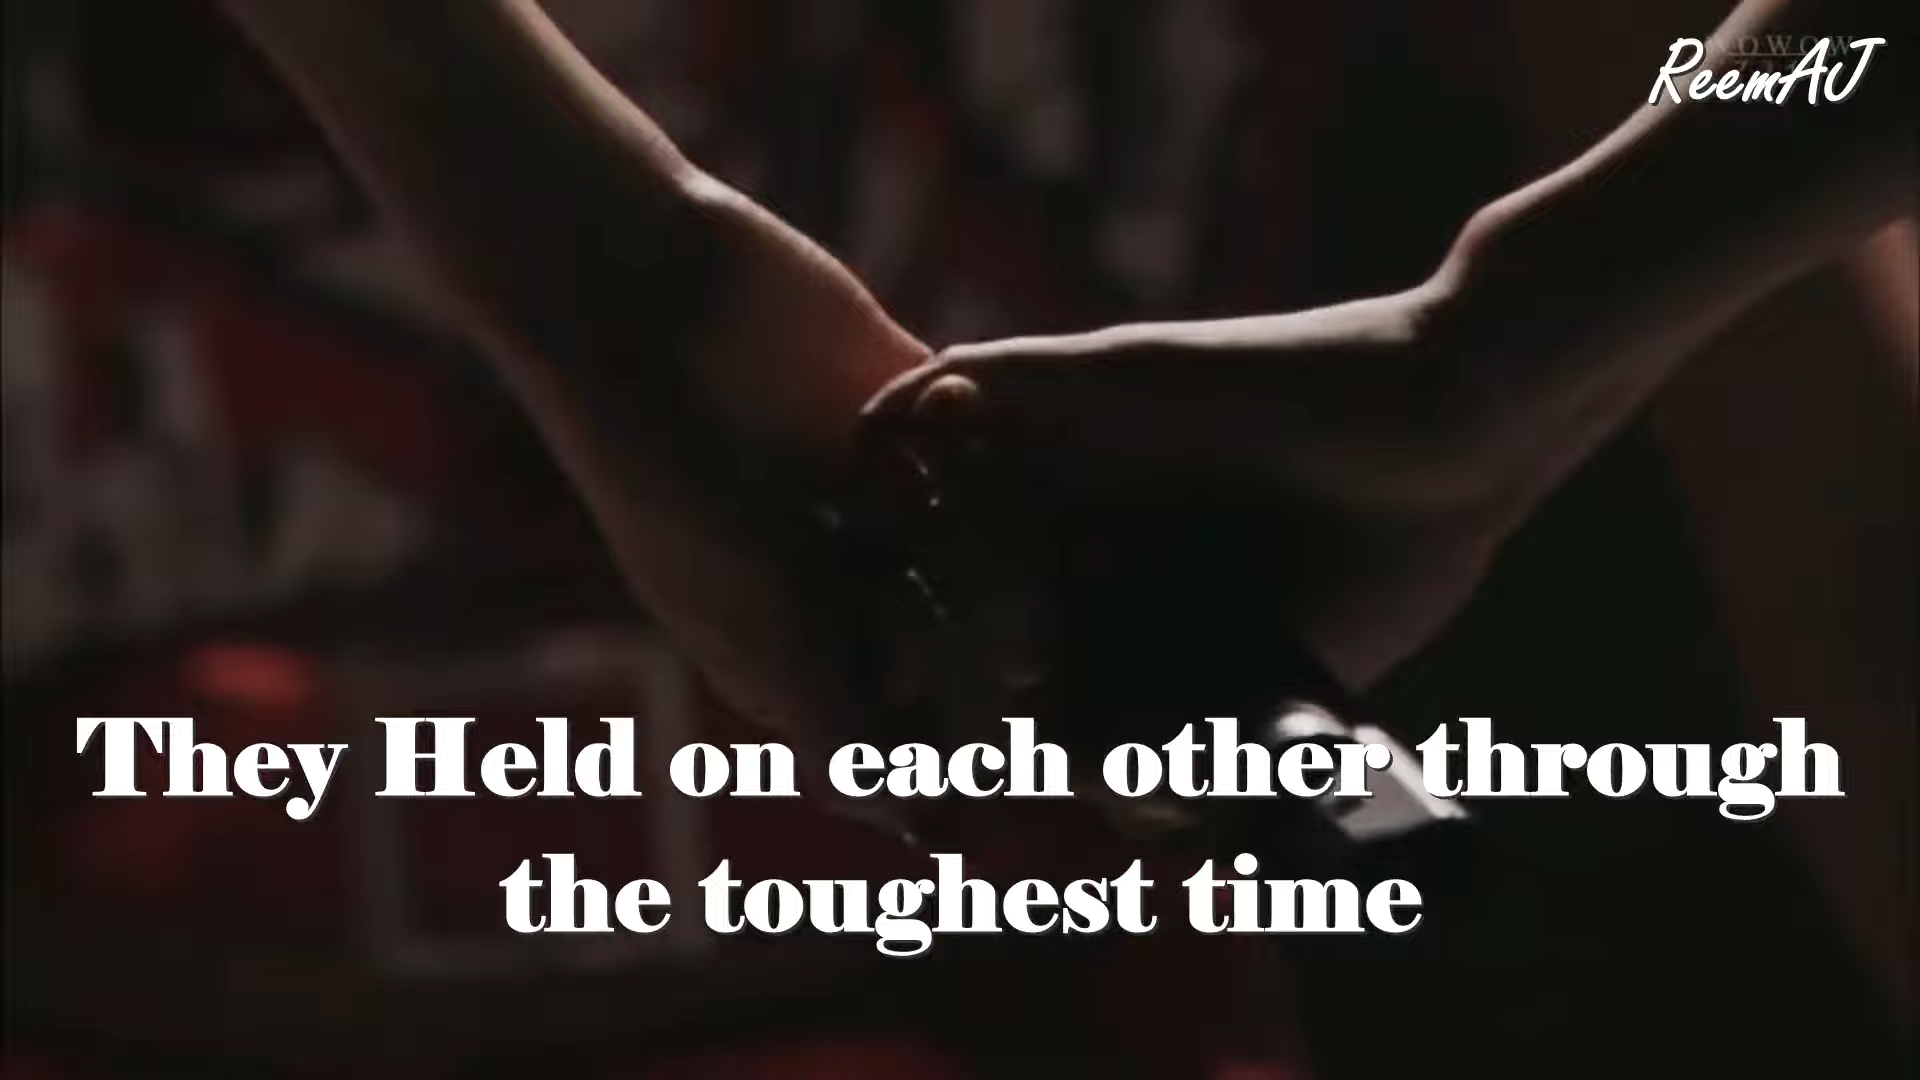 ReemAJ
They Held on each other through
the toughest time